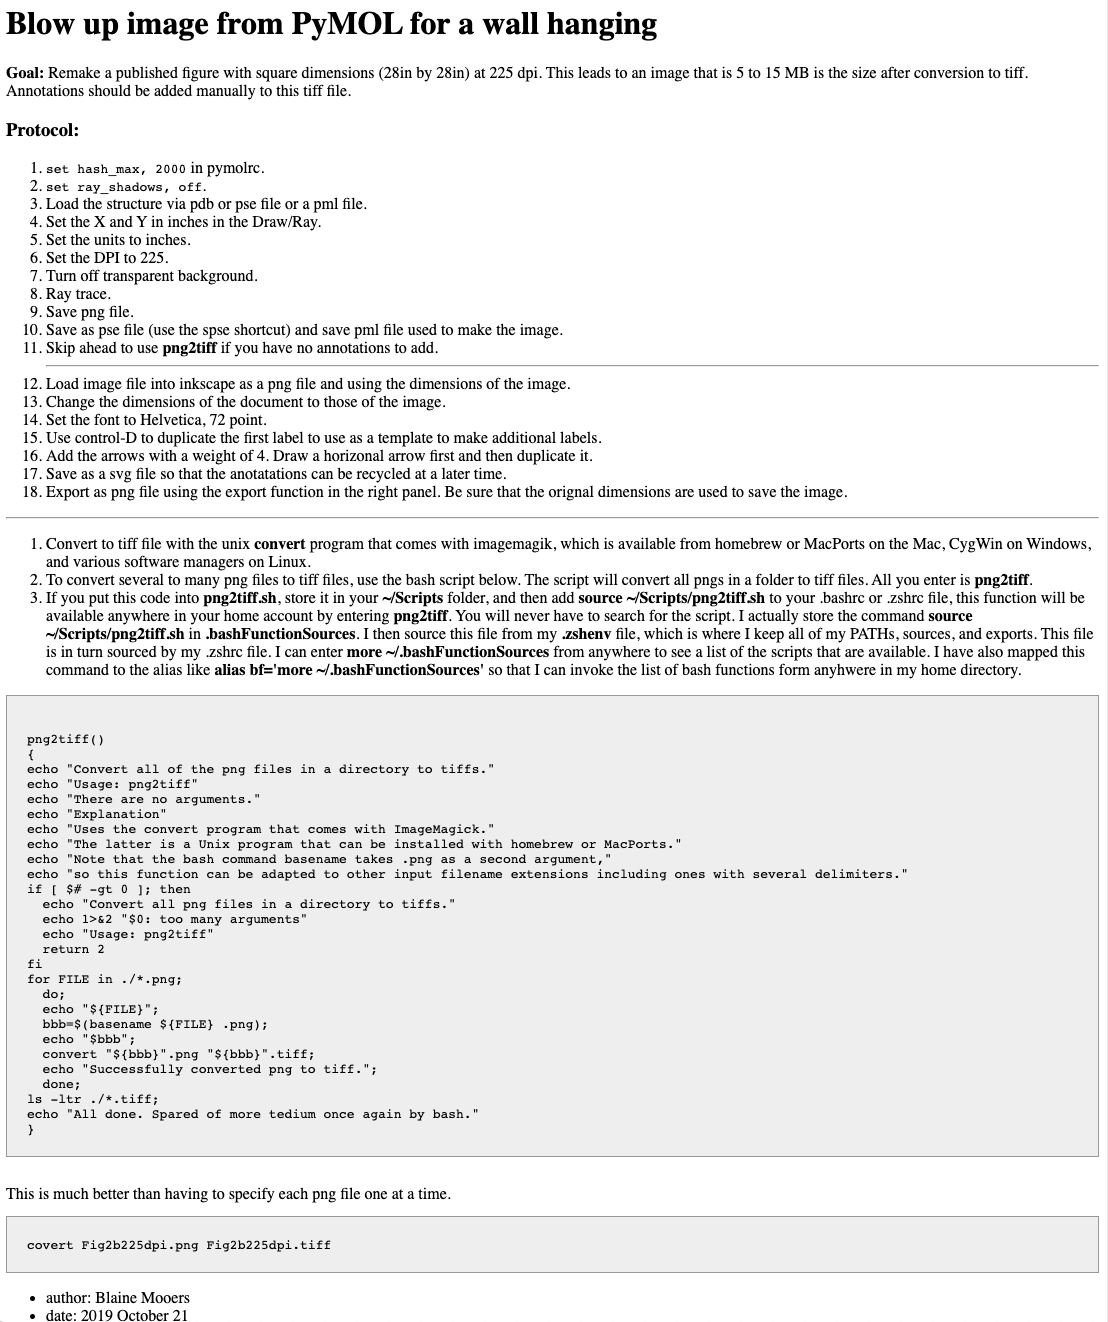 Blow up image from PyMOL for a wall hanging
Goal: Remake a published figure with square dimensions (28in by 28in) at 225 dpi. This leads to an image that is 5 to 15 MB is the size after conversion to tiff.
Annotations should be added manually to this tiff file.
Protocol:
1. set hash_max, 2000 in pymolrc.
2. set ray_shadows, off.
3. Load the structure via pdb or pse file or a pml file.
4. Set the X and Y in inches in the Draw/Ray.
5. Set the units to inches.
6. Set the DPI to 225.
7. Turn off transparent background.
8. Ray trace.
9. Save png file.
10. Save as pse file (use the spse shortcut) and save pml file used to make the image.
11. Skip ahead to use png2tiff if you have no annotations to add.
12. Load image file into inkscape as a png file and using the dimensions of the image.
13. Change the dimensions of the document to those of the image.
14. Set the font to Helvetica, 72 point.
15. Use control-D to duplicate the first label to use as a template to make additional labels.
16. Add the arrows with a weight of 4. Draw a horizonal arrow first and then duplicate it.
17. Save as a svg file so that the anotatations can be recycled at a later time.
18. Export as png file using the export function in the right panel. Be sure that the orignal dimensions are used to save the image.
1. Convert to tiff file with the unix convert program that comes with imagemagik, which is available from homebrew or MacPorts on the Mac, CygWin on Windows,
and various software managers on Linux.
2. To convert several to many png files to tiff files, use the bash script below. The script will convert all pngs in a folder to tiff files. All you enter is png2tiff.
3. If you put this code into png2tiff.sh, store it in your ~/Scripts folder, and then add source ~/Scripts/png2tiff.sh to your .bashrc or .zshrc file, this function will be
available anywhere in your home account by entering png2tiff. You will never have to search for the script. I actually store the command source
~/Scripts/png2tiff.sh in .bashFunctionSources. I then source this file from my .zshenv file, which is where I keep all of my PATHs, sources, and exports. This file
is in turn sourced by my .zshrc file. I can enter more ~/.bashFunctionSources from anywhere to see a list of the scripts that are available. I have also mapped this
command to the alias like alias bf='more ~/.bashFunctionSources' so that I can invoke the list of bash functions form anyhwere in my home directory.
png2tiff()
{
echo "Convert all of the png files in a directory to tiffs."
echo "Usage: png2tiff"
echo "There are no arguments."
echo "Explanation"
echo "Uses the convert program that comes with ImageMagick."
echo "The latter is a Unix program that can be installed with homebrew or MacPorts."
echo "Note that the bash command basename takes .png as a second argument,"
echo "so this function can be adapted to other input filename extensions including ones with several delimiters."
if [ $# -gt 0 ]; then
  echo "Convert all png files in a directory to tiffs."
  echo 1>&2 "$0: too many arguments"
  echo "Usage: png2tiff"
  return 2
fi
for FILE in ./*.png;
  do;
  echo "${FILE}";
  bbb=$(basename ${FILE} .png);
  echo "$bbb";
  convert "${bbb}".png "${bbb}".tiff;
  echo "Successfully converted png to tiff.";
  done;
ls -ltr ./*.tiff;
echo "All done. Spared of more tedium once again by bash."
}
This is much better than having to specify each png file one at a time.
covert Fig2b225dpi.png Fig2b225dpi.tiff
• author: Blaine Mooers
• date: 2019 October 21